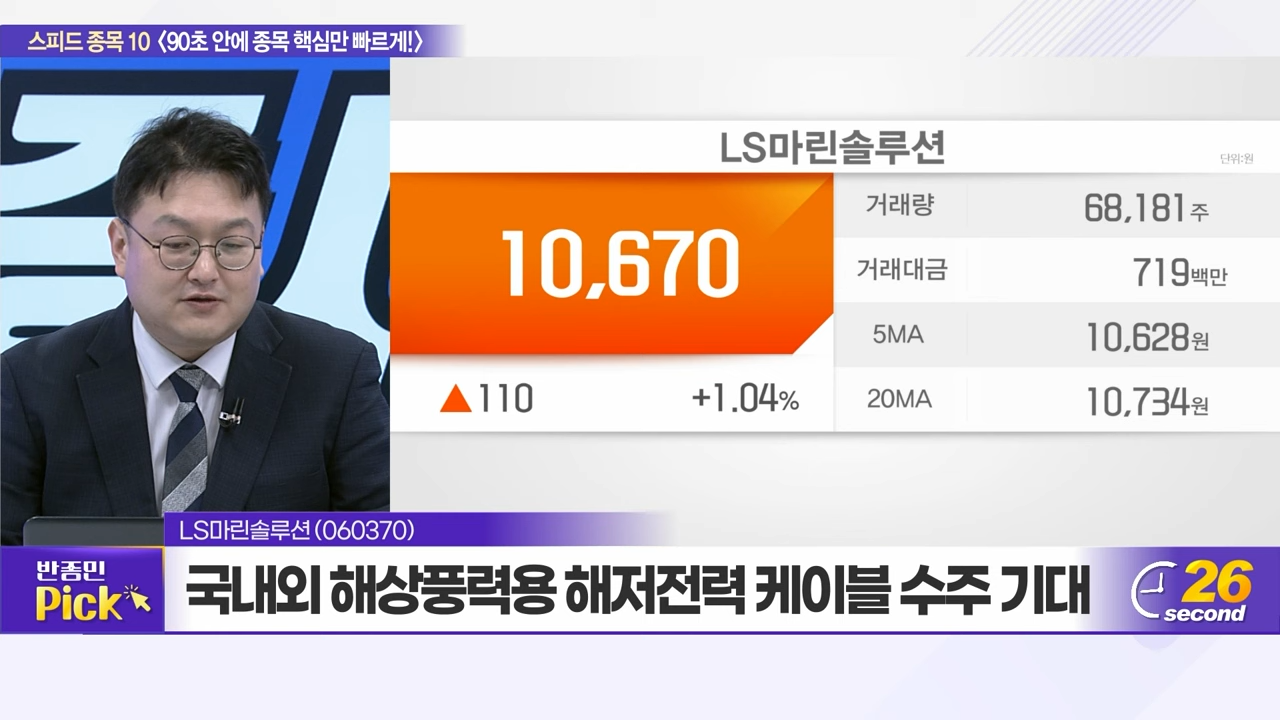 스피드 종목 10 〈90초 안에 종목 핵심만 빠르게!〉
LS마린솔루션
단위:원
10,670
▲110 +1.04%
거래량 68,181주
거래대금 719백만
5MA 10,628원
20MA 10,734원
LS마린솔루션(060370)
반종민
Pick
국내외 해상풍력용 해저전력 케이블 수주 기대
26
second